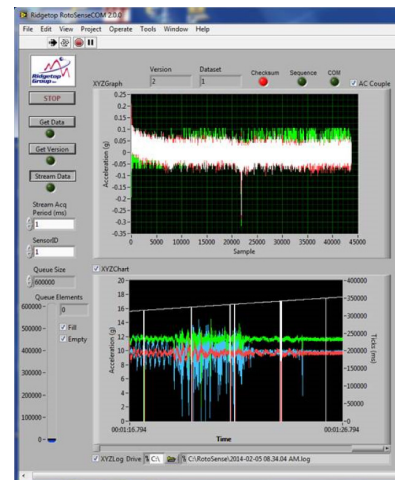 Ridgetop RotoSenseCOM 2.0.0
File Edit View Project Operate Tools Window Help
Ridgetop
Group Inc.
STOP
Get Data
Get Version
Stream Data
Stream Acq
Period (ms)
1
SensorID
1
Queue Size
600000
Queue Elements
600000
0
Fill
Empty
500000
400000
300000
200000
100000
0
Version
2
Dataset
1
Checksum Sequence COM
AC Couple
XYZGraph
Acceleration (g)
0.25
0.2
0.15
0.1
0.05
0
-0.05
-0.1
-0.15
-0.2
-0.25
-0.3
-0.35
0 5000 10000 15000 20000 25000 30000 35000 40000 45000
Sample
XYZChart
Acceleration (g)
20
18
16
14
12
10
8
6
4
2
0
400000
350000
300000
250000
200000
150000
100000
50000
0
Ticks (ms)
00:01:16.794 00:01:26.794
Time
XYZLog Drive C:\ C:\RotoSense\2014-02-05 08.34.04 AM.log